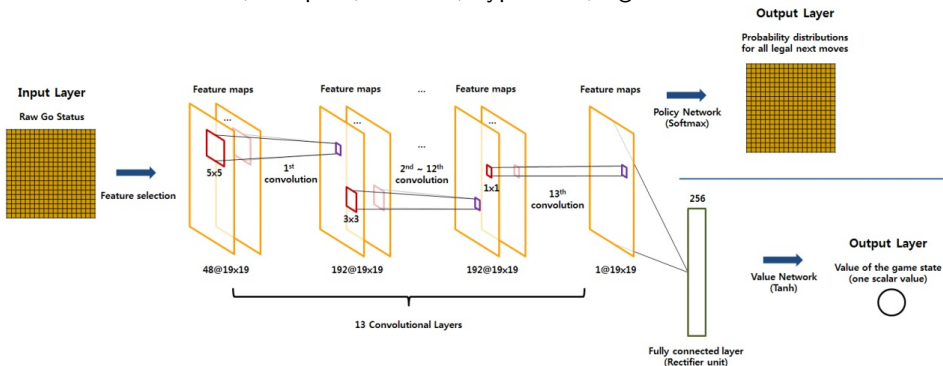 Output Layer
Probability distributions
for all legal next moves
Input Layer
Raw Go Status
Feature selection
Feature maps
...
5x5
48@19x19
1st
convolution
Feature maps
...
3x3
192@19x19
...
...
2nd ~ 12th
convolution
Feature maps
...
1x1
192@19x19
13th
convolution
Feature maps
1@19x19
13 Convolutional Layers
Policy Network
(Softmax)
256
Fully connected layer
(Rectifier unit)
Value Network
(Tanh)
Output Layer
Value of the game state
(one scalar value)